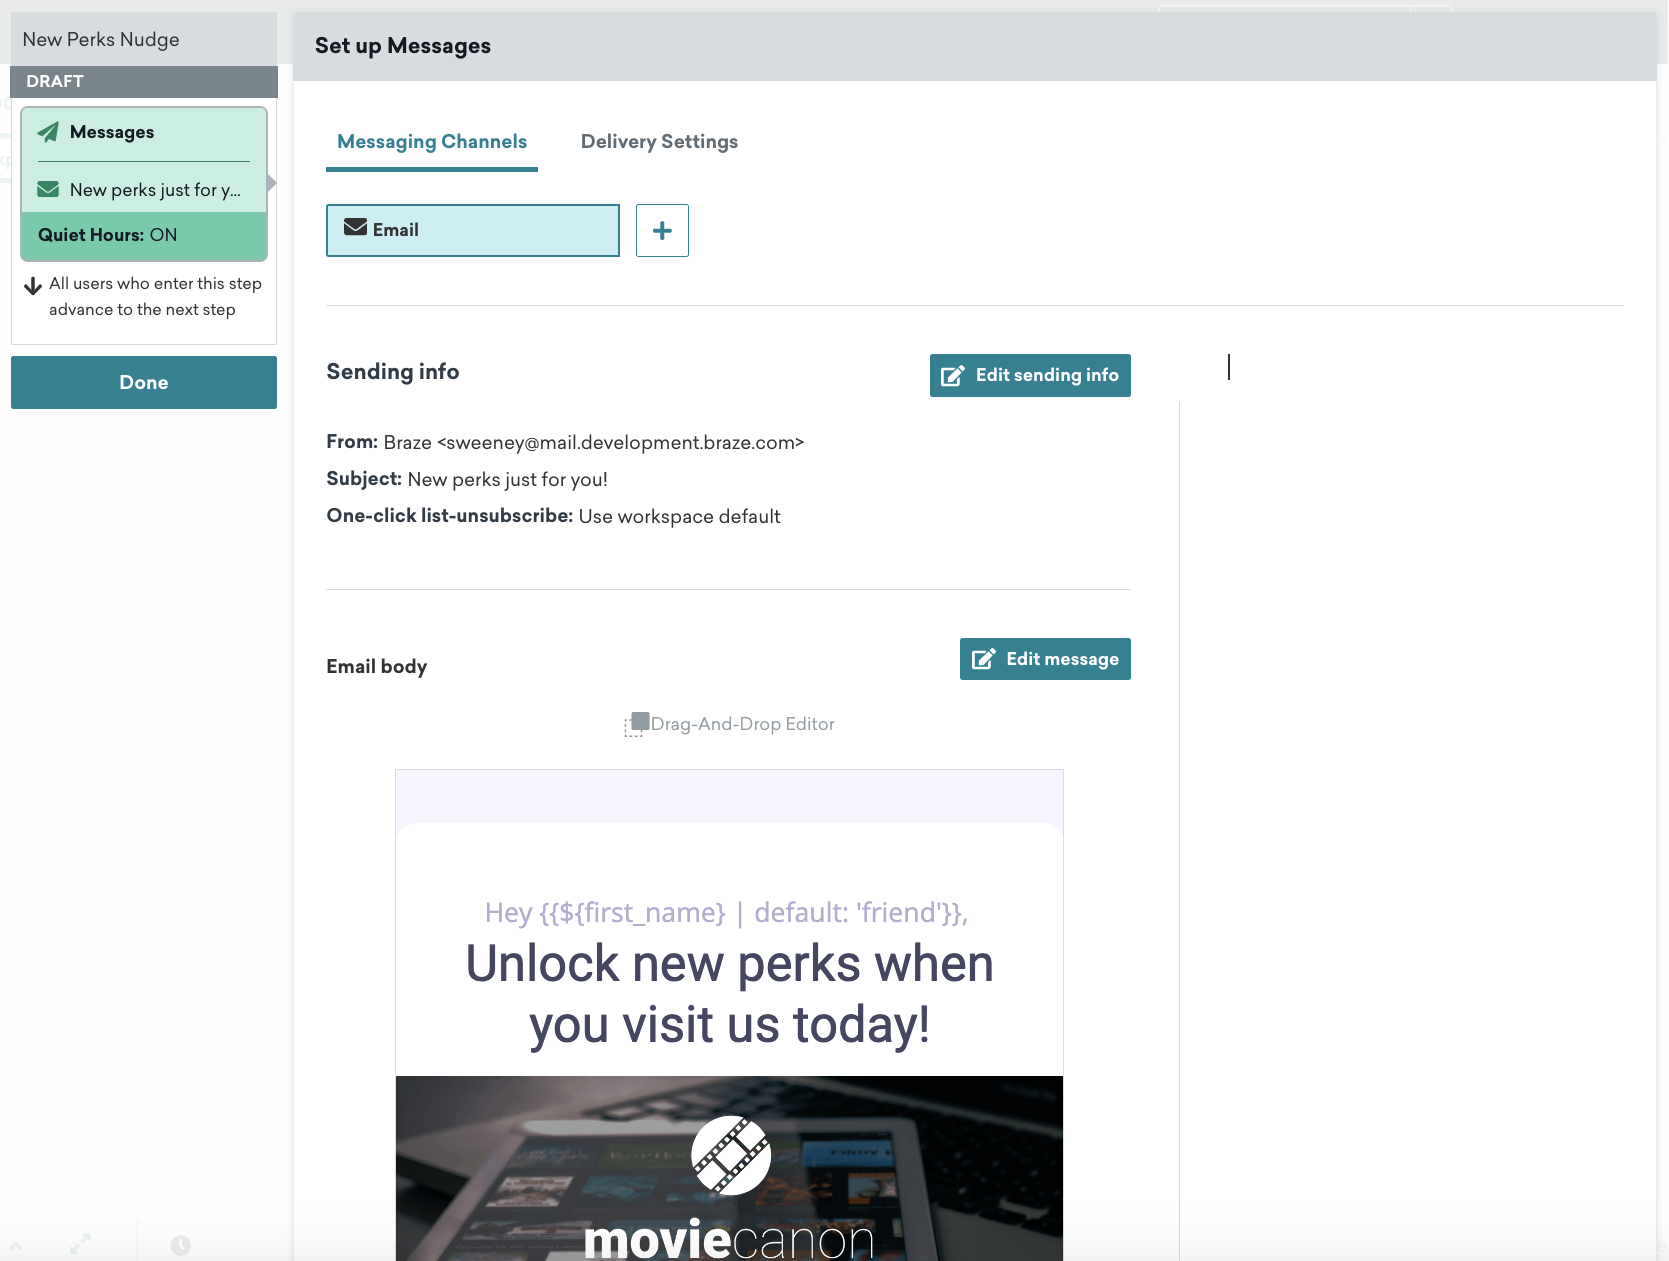 New Perks Nudge
DRAFT
Messages
New perks just for y...
Quiet Hours: ON
All users who enter this step
advance to the next step
Done
Set up Messages
Messaging Channels
Delivery Settings
Email
Sending info
Edit sending info
From: Braze <sweeney@mail.development.braze.com>
Subject: New perks just for you!
One-click list-unsubscribe: Use workspace default
Email body
Edit message
Drag-And-Drop Editor
Hey {{${first_name} | default: 'friend'}},
Unlock new perks when
you visit us today!
moviecanon